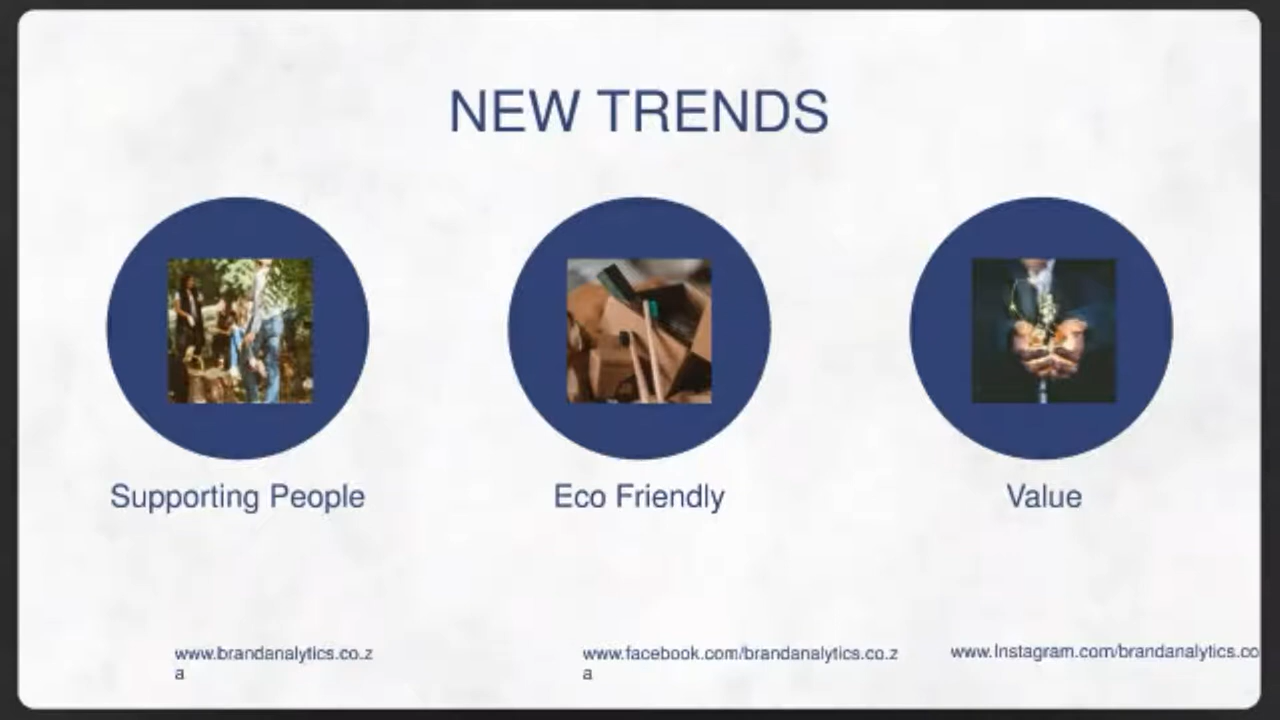 NEW TRENDS
Supporting People
Eco Friendly
Value
www.brandanalytics.co.z
a
www.facebook.com/brandanalytics.co.z
a
www.Instagram.com/brandanalytics.co